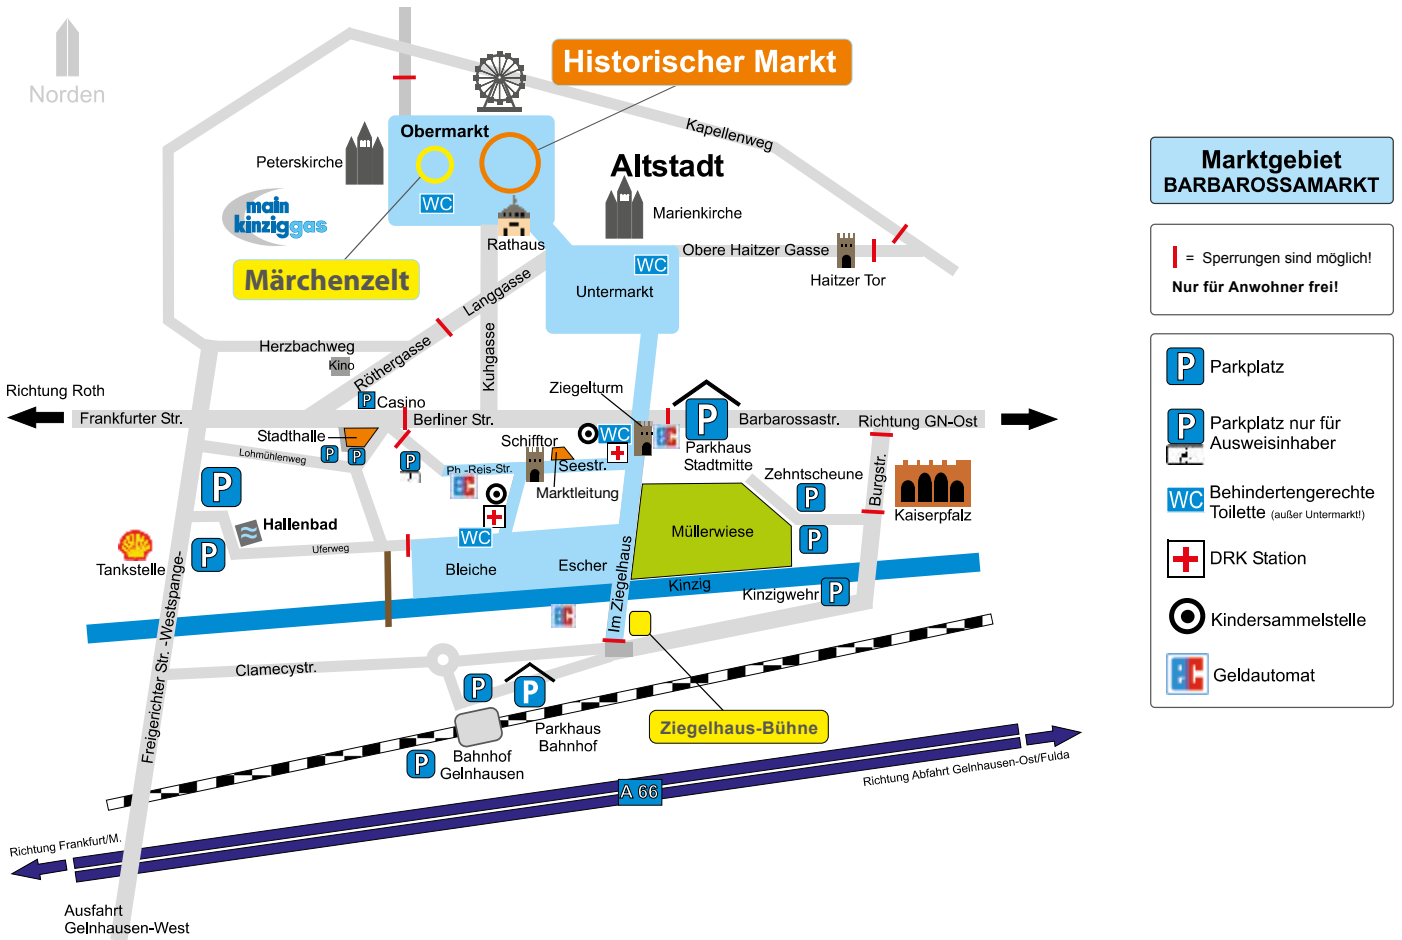 Norden
Historischer Markt
Kapellenweg
Obermarkt
Peterskirche
WC
Altstadt
Marienkirche
main
kinziggas
Rathaus
Obere Haitzer Gasse
Haitzer Tor
WC
Untermarkt
Märchenzelt
Langgasse
Röthergasse
Kuhgasse
Herzbachweg
Kino
Richtung Roth
Frankfurter Str.
P
Casino
Berliner Str.
Ziegelturm
P
Barbarossastr.
Richtung GN-Ost
Stadthalle
Lohmühlenweg
P
P
P
Schifftor
WC
EC
Parkhaus
Stadtmitte
Ph.-Reis-Str.
Seestr.
Marktleitung
EC
Zehntscheune
P
Burgstr.
Kaiserpfalz
P
Hallenbad
Uferweg
P
Tankstelle
WC
Bleiche
Escher
Müllerwiese
P
Kinzig
Kinzigwehr
P
EC
Im Ziegelhaus
Freigerichter Str. -Westspange-
Clamecystr.
P
P
Parkhaus
Bahnhof
Ziegelhaus-Bühne
P
Bahnhof
Gelnhausen
A 66
Richtung Abfahrt Gelnhausen-Ost/Fulda
Richtung Frankfurt/M.
Ausfahrt
Gelnhausen-West
Marktgebiet
BARBAROSSAMARKT
= Sperrungen sind möglich!
Nur für Anwohner frei!
P Parkplatz
P Parkplatz nur für
Ausweisinhaber
WC Behindertengerechte
Toilette (außer Untermarkt!)
DRK Station
Kindersammelstelle
EC Geldautomat